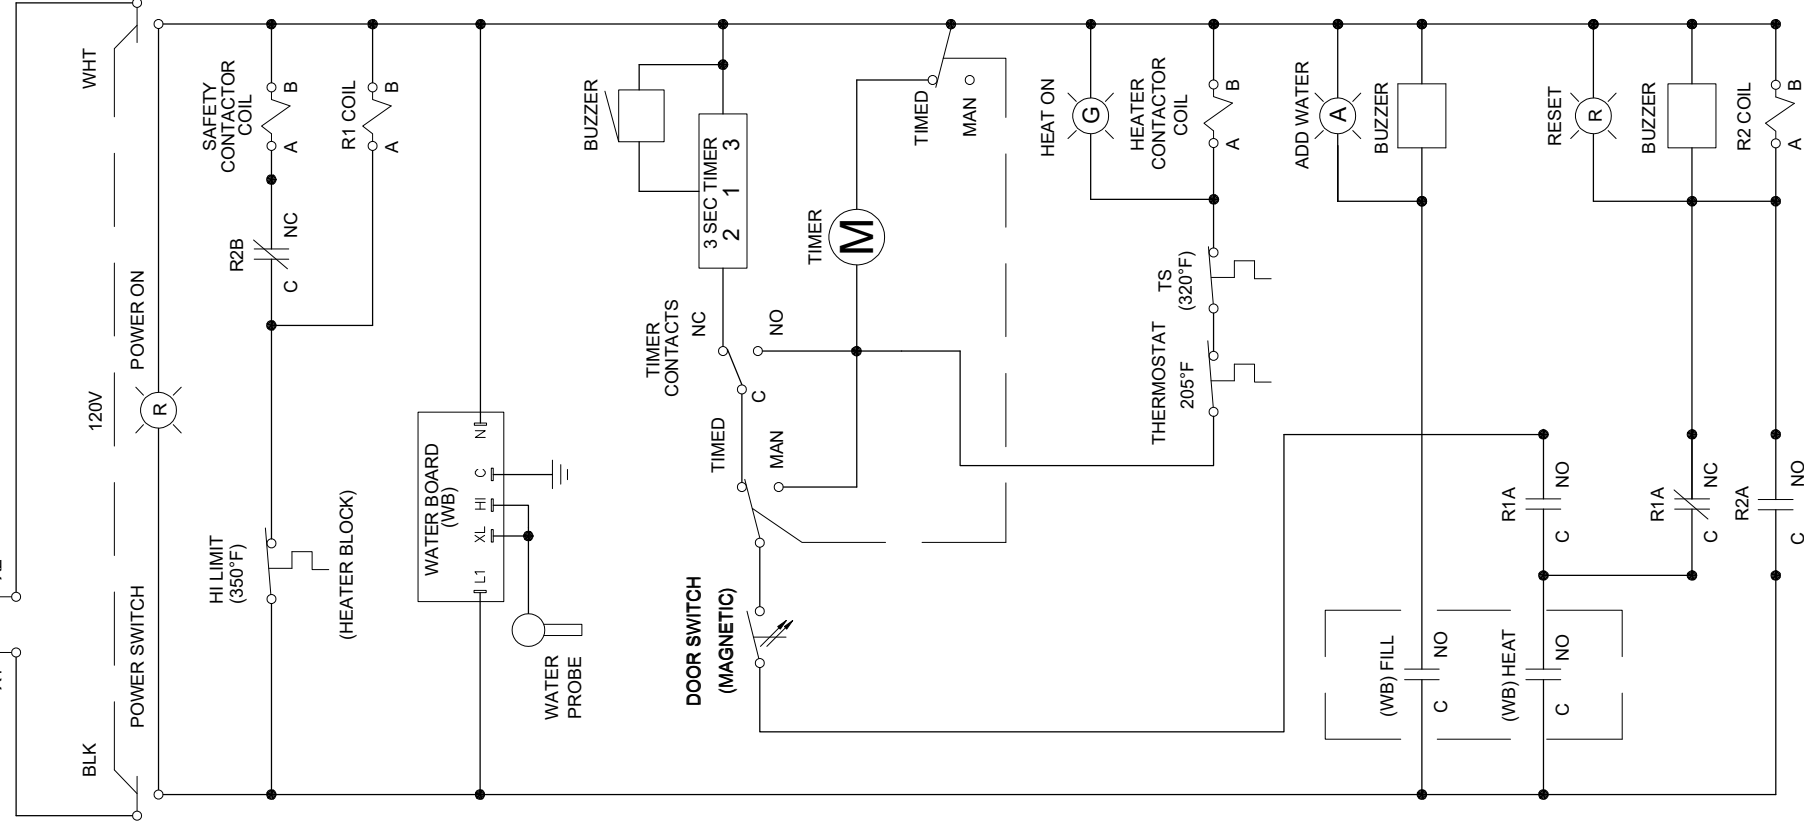 WHT
BLK
120V
POWER ON
R
POWER SWITCH
SAFETY
CONTACTOR
COIL
B
A
R1 COIL
B
A
R2B
NC
C
HI LIMIT
(350°F)
(HEATER BLOCK)
WATER BOARD
(WB)
L1
XL
HI
C
N
WATER
PROBE
BUZZER
3 SEC TIMER
2 1 3
TIMER
CONTACTS
NC
NO
C
TIMED
MAN
DOOR SWITCH
(MAGNETIC)
TIMER
M
TIMED
MAN
HEAT ON
G
HEATER
CONTACTOR
COIL
B
A
TS
(320°F)
THERMOSTAT
205°F
ADD WATER
A
BUZZER
(WB) FILL
NO
C
(WB) HEAT
NO
C
R1A
NO
C
RESET
R
BUZZER
R2 COIL
B
A
R1A
NC
C
R2A
NO
C